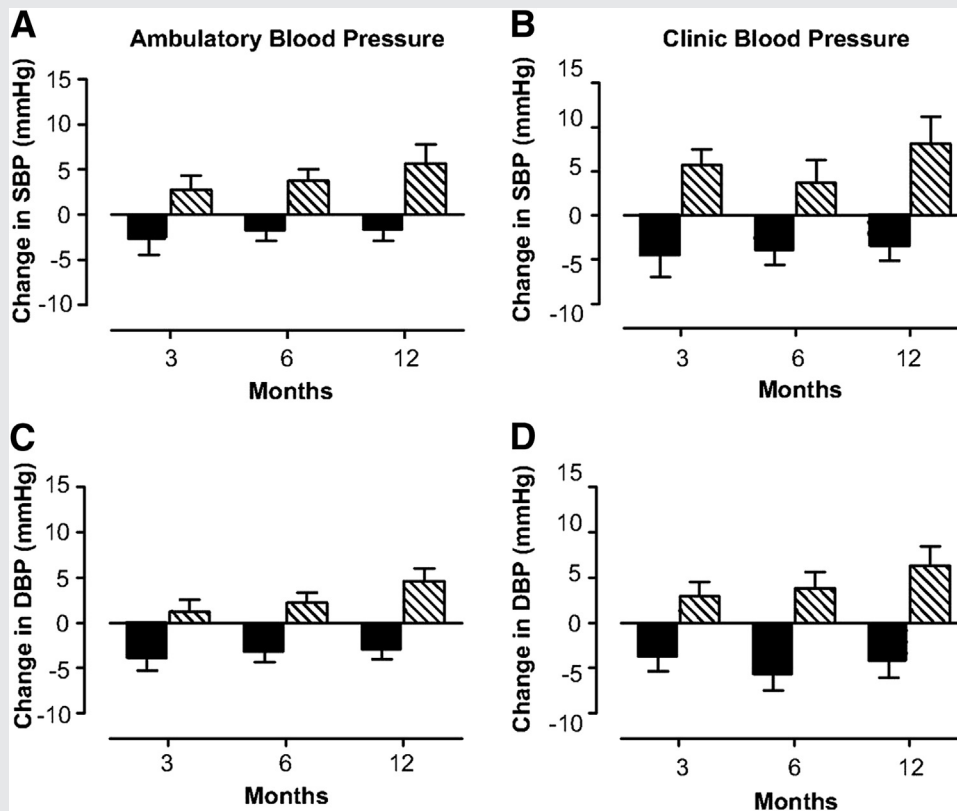 A
Ambulatory Blood Pressure
Change in SBP (mmHg)
15
10
5
0
-5
-10
3 6 12
Months
B
Clinic Blood Pressure
Change in SBP (mmHg)
15
10
5
0
-5
-10
3 6 12
Months
C
Change in DBP (mmHg)
15
10
5
0
-5
-10
3 6 12
Months
D
Change in DBP (mmHg)
15
10
5
0
-5
-10
3 6 12
Months